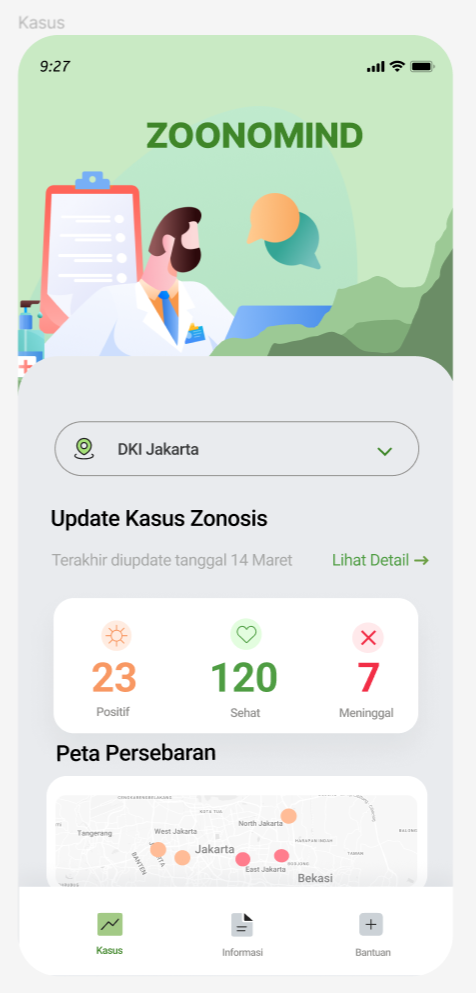 Kasus
9:27
ZOONOMIND
DKI Jakarta
Update Kasus Zonosis
Terakhir diupdate tanggal 14 Maret
Lihat Detail →
23
120
7
Positif
Sehat
Meninggal
Peta Persebaran
North Jakarta
West Jakarta
Tangerang
Jakarta
BANTEN
East Jakarta
Bekasi
Kasus
Informasi
Bantuan